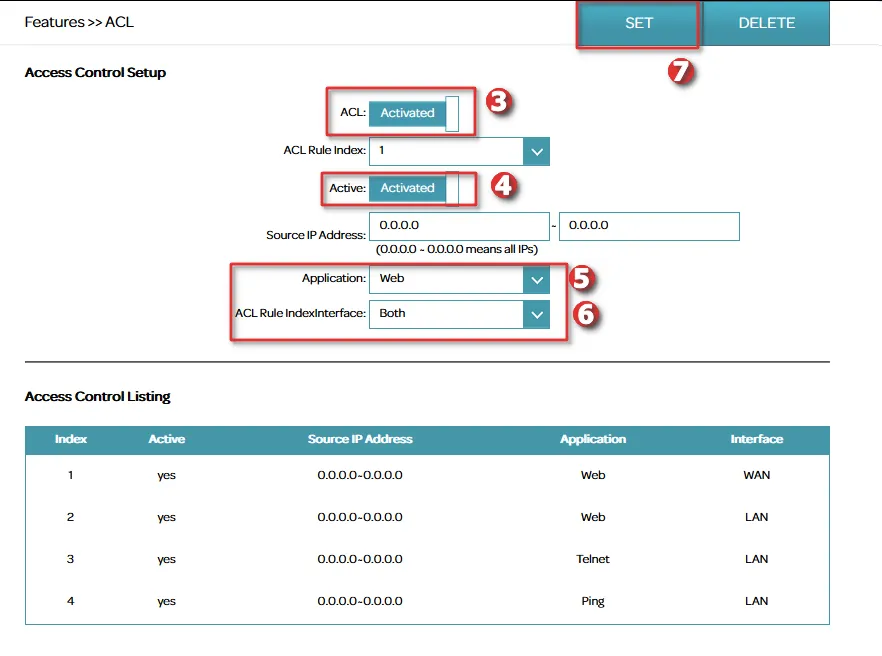 Features >> ACL SET DELETE
7
Access Control Setup
ACL: Activated 3
ACL Rule Index: 1
Active: Activated 4
Source IP Address: 0.0.0.0 ~ 0.0.0.0
(0.0.0.0 ~ 0.0.0.0 means all IPs)
Application: Web 5
ACL Rule IndexInterface: Both 6
Access Control Listing
Index Active Source IP Address Application Interface
1 yes 0.0.0.0~0.0.0.0 Web WAN
2 yes 0.0.0.0~0.0.0.0 Web LAN
3 yes 0.0.0.0~0.0.0.0 Telnet LAN
4 yes 0.0.0.0~0.0.0.0 Ping LAN